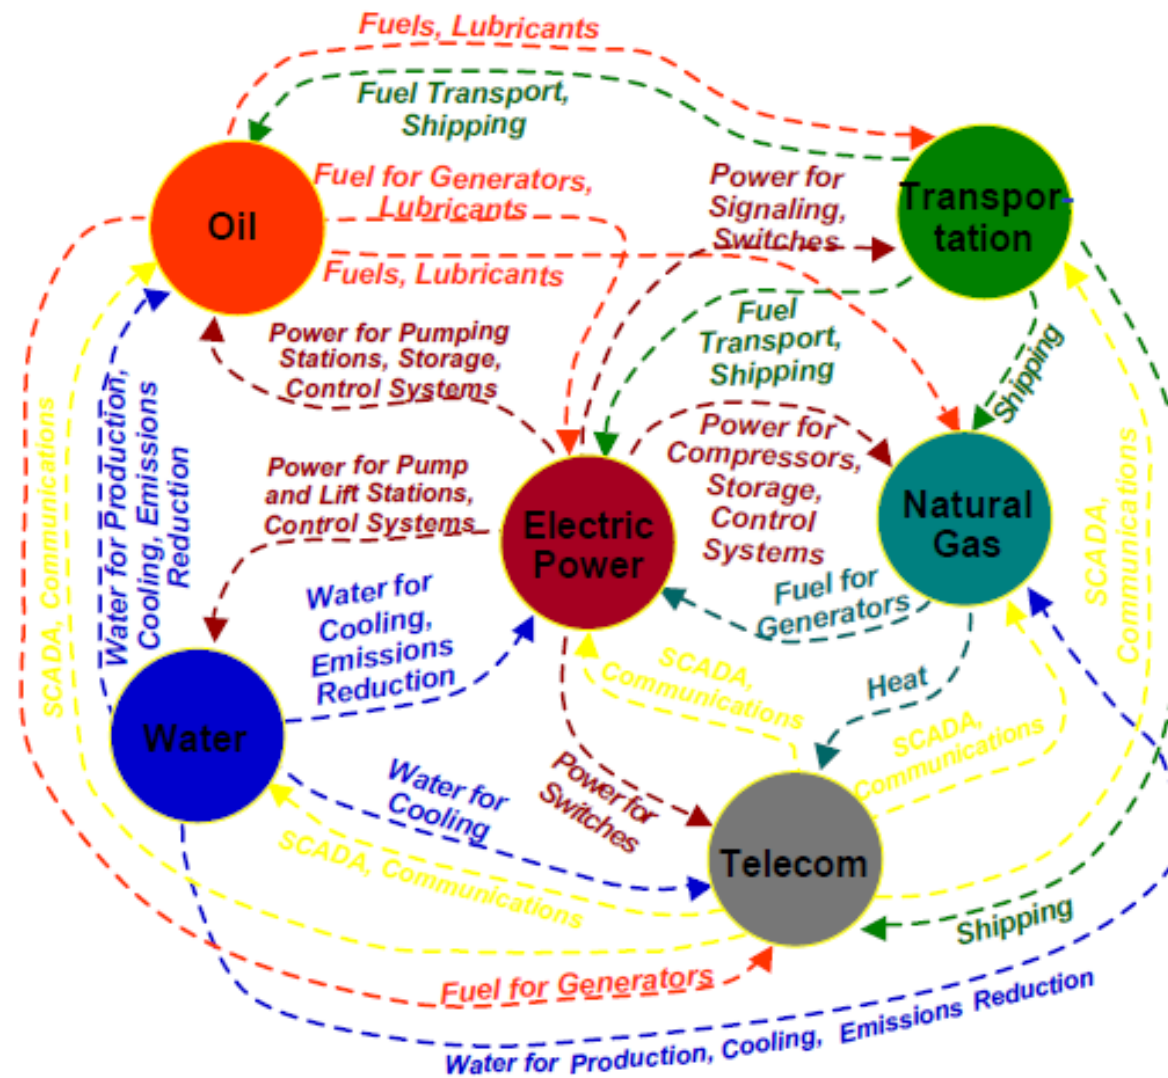 Fuels, Lubricants
Fuel Transport,
Shipping
Fuel for Generators,
Lubricants
Power for
Signaling,
Switches
Transpor-
tation
Oil
Fuels, Lubricants
Fuel
Transport,
Shipping
Shipping
Power for Pumping
Stations, Storage,
Control Systems
Water for Production,
Cooling, Emissions
Reduction
SCADA, Communications
Power for
Compressors,
Storage,
Control
Systems
SCADA,
Communications
Power for Pump
and Lift Stations,
Control Systems
Electric
Power
Natural
Gas
Water for
Cooling,
Emissions
Reduction
Fuel for
Generators
SCADA,
Communications
Heat
Water
SCADA,
Communications
Water for
Cooling
Power for
Switches
SCADA, Communications
Telecom
Shipping
Fuel for Generators
Water for Production, Cooling, Emissions Reduction